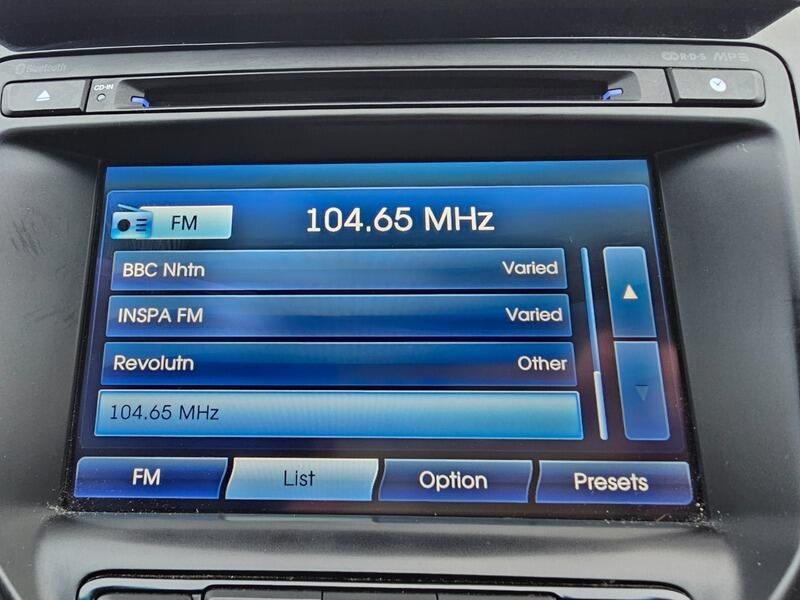 Bluetooth
R·D·S MP3
CD-IN
FM
104.65 MHz
BBC Nhtn Varied
INSPA FM Varied
Revolutn Other
104.65 MHz
FM List Option Presets